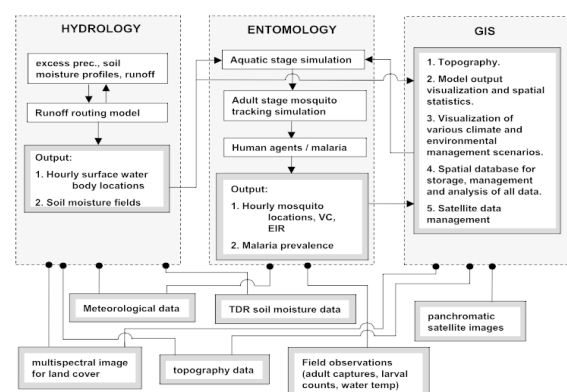 HYDROLOGY
excess prec., soil
moisture profiles, runoff
Runoff routing model
Output:
1. Hourly surface water
body locations
2. Soil moisture fields
ENTOMOLOGY
Aquatic stage simulation
Adult stage mosquito
tracking simulation
Human agents / malaria
Output:
1. Hourly mosquito
locations, VC,
EIR
2. Malaria prevalence
GIS
1. Topography.
2. Model output
visualization and spatial
statistics.
3. Visualization of
various climate and
environmental
management scenarios.
4. Spatial database for
storage, management
and analysis of all data.
5. Satellite data
management
Meteorological data
TDR soil moisture data
panchromatic
satellite images
multispectral image
for land cover
topography data
Field observations
(adult captures, larval
counts, water temp)